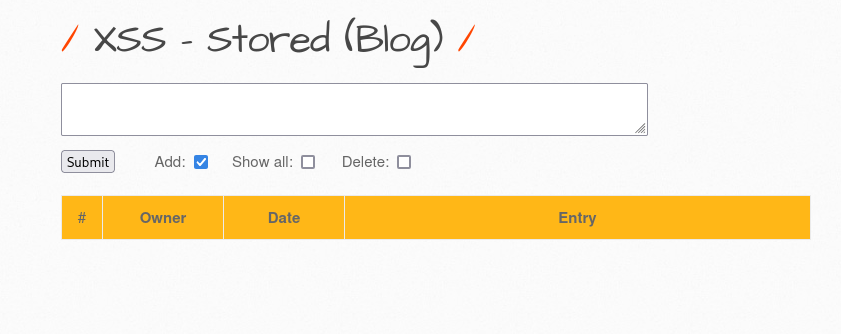 / XSS - Stored (Blog) /
Submit Add: Show all: Delete:
# Owner Date Entry